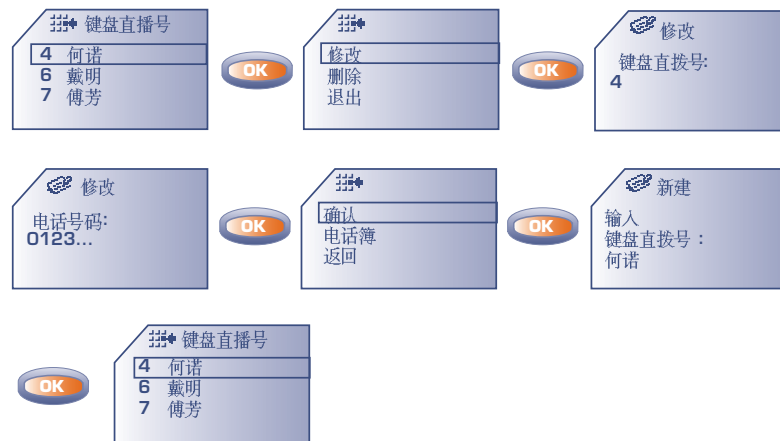 键盘直播号
4 何诺
6 戴明
7 傅芳
OK
修改
删除
退出
OK
修改
键盘直拨号:
4
修改
电话号码:
0123...
OK
确认
电话簿
返回
OK
新建
输入
键盘直拨号：
何诺
OK
键盘直播号
4 何诺
6 戴明
7 傅芳